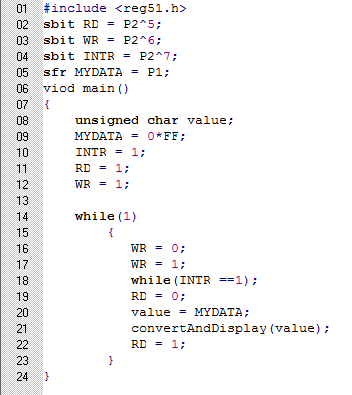 01 #include <reg51.h>
02 sbit RD = P2^5;
03 sbit WR = P2^6;
04 sbit INTR = P2^7;
05 sfr MYDATA = P1;
06 viod main()
07 {
08 unsigned char value;
09 MYDATA = 0*FF;
10 INTR = 1;
11 RD = 1;
12 WR = 1;
13
14 while(1)
15 {
16 WR = 0;
17 WR = 1;
18 while(INTR ==1);
19 RD = 0;
20 value = MYDATA;
21 convertAndDisplay(value);
22 RD = 1;
23 }
24 }